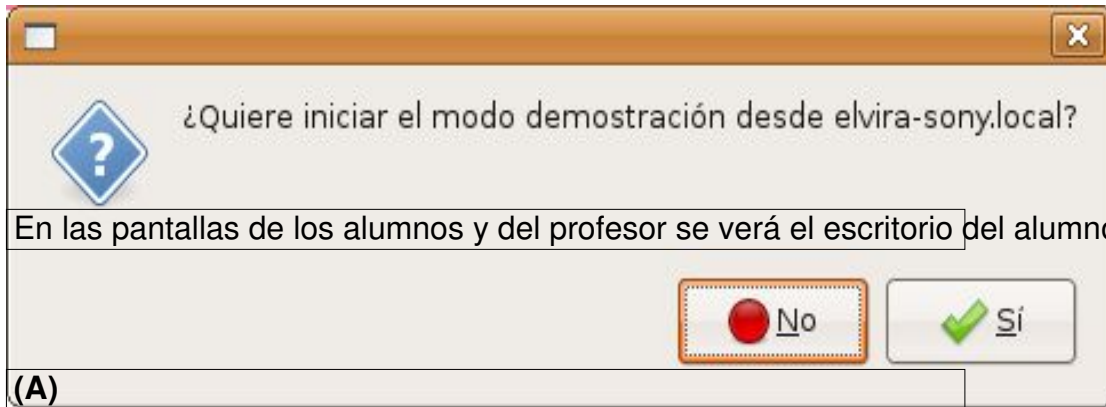 ¿Quiere iniciar el modo demostración desde elvira-sony.local?
En las pantallas de los alumnos y del profesor se verá el escritorio del alumno
No
Sí
(A)